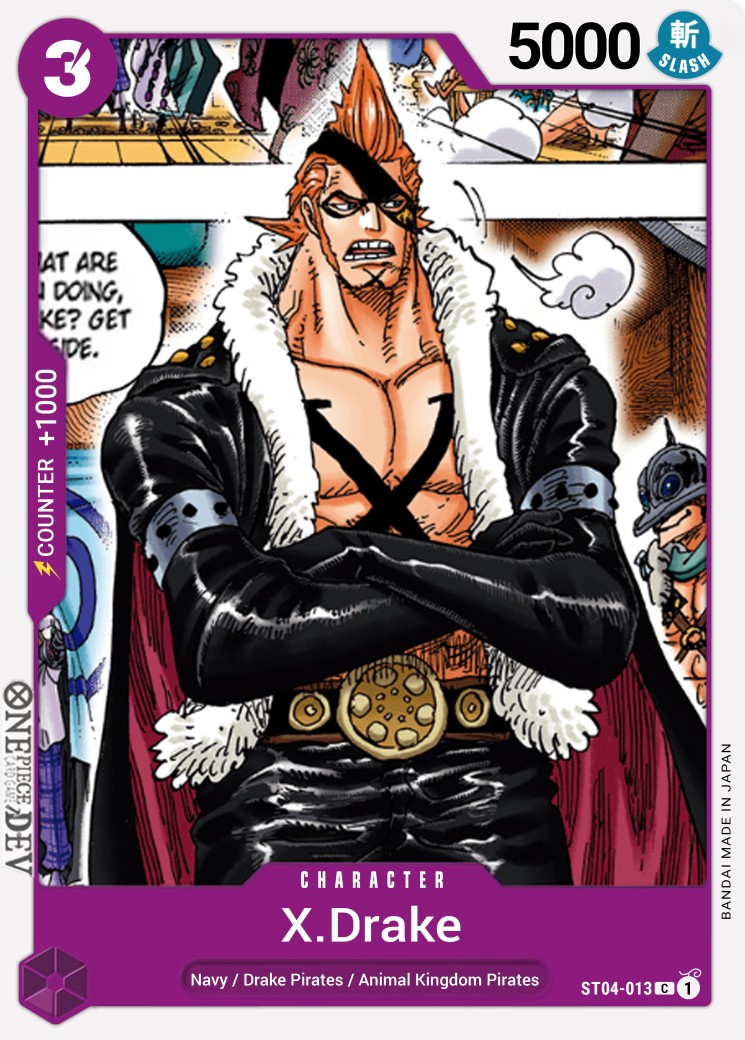 3
5000
斬
SLASH
AT ARE
DOING,
KE? GET
IDE.
COUNTER +1000
ONE PIECE
CARD GAME
.DEV
BANDAI MADE IN JAPAN
CHARACTER
X.Drake
Navy / Drake Pirates / Animal Kingdom Pirates
ST04-013 C 1